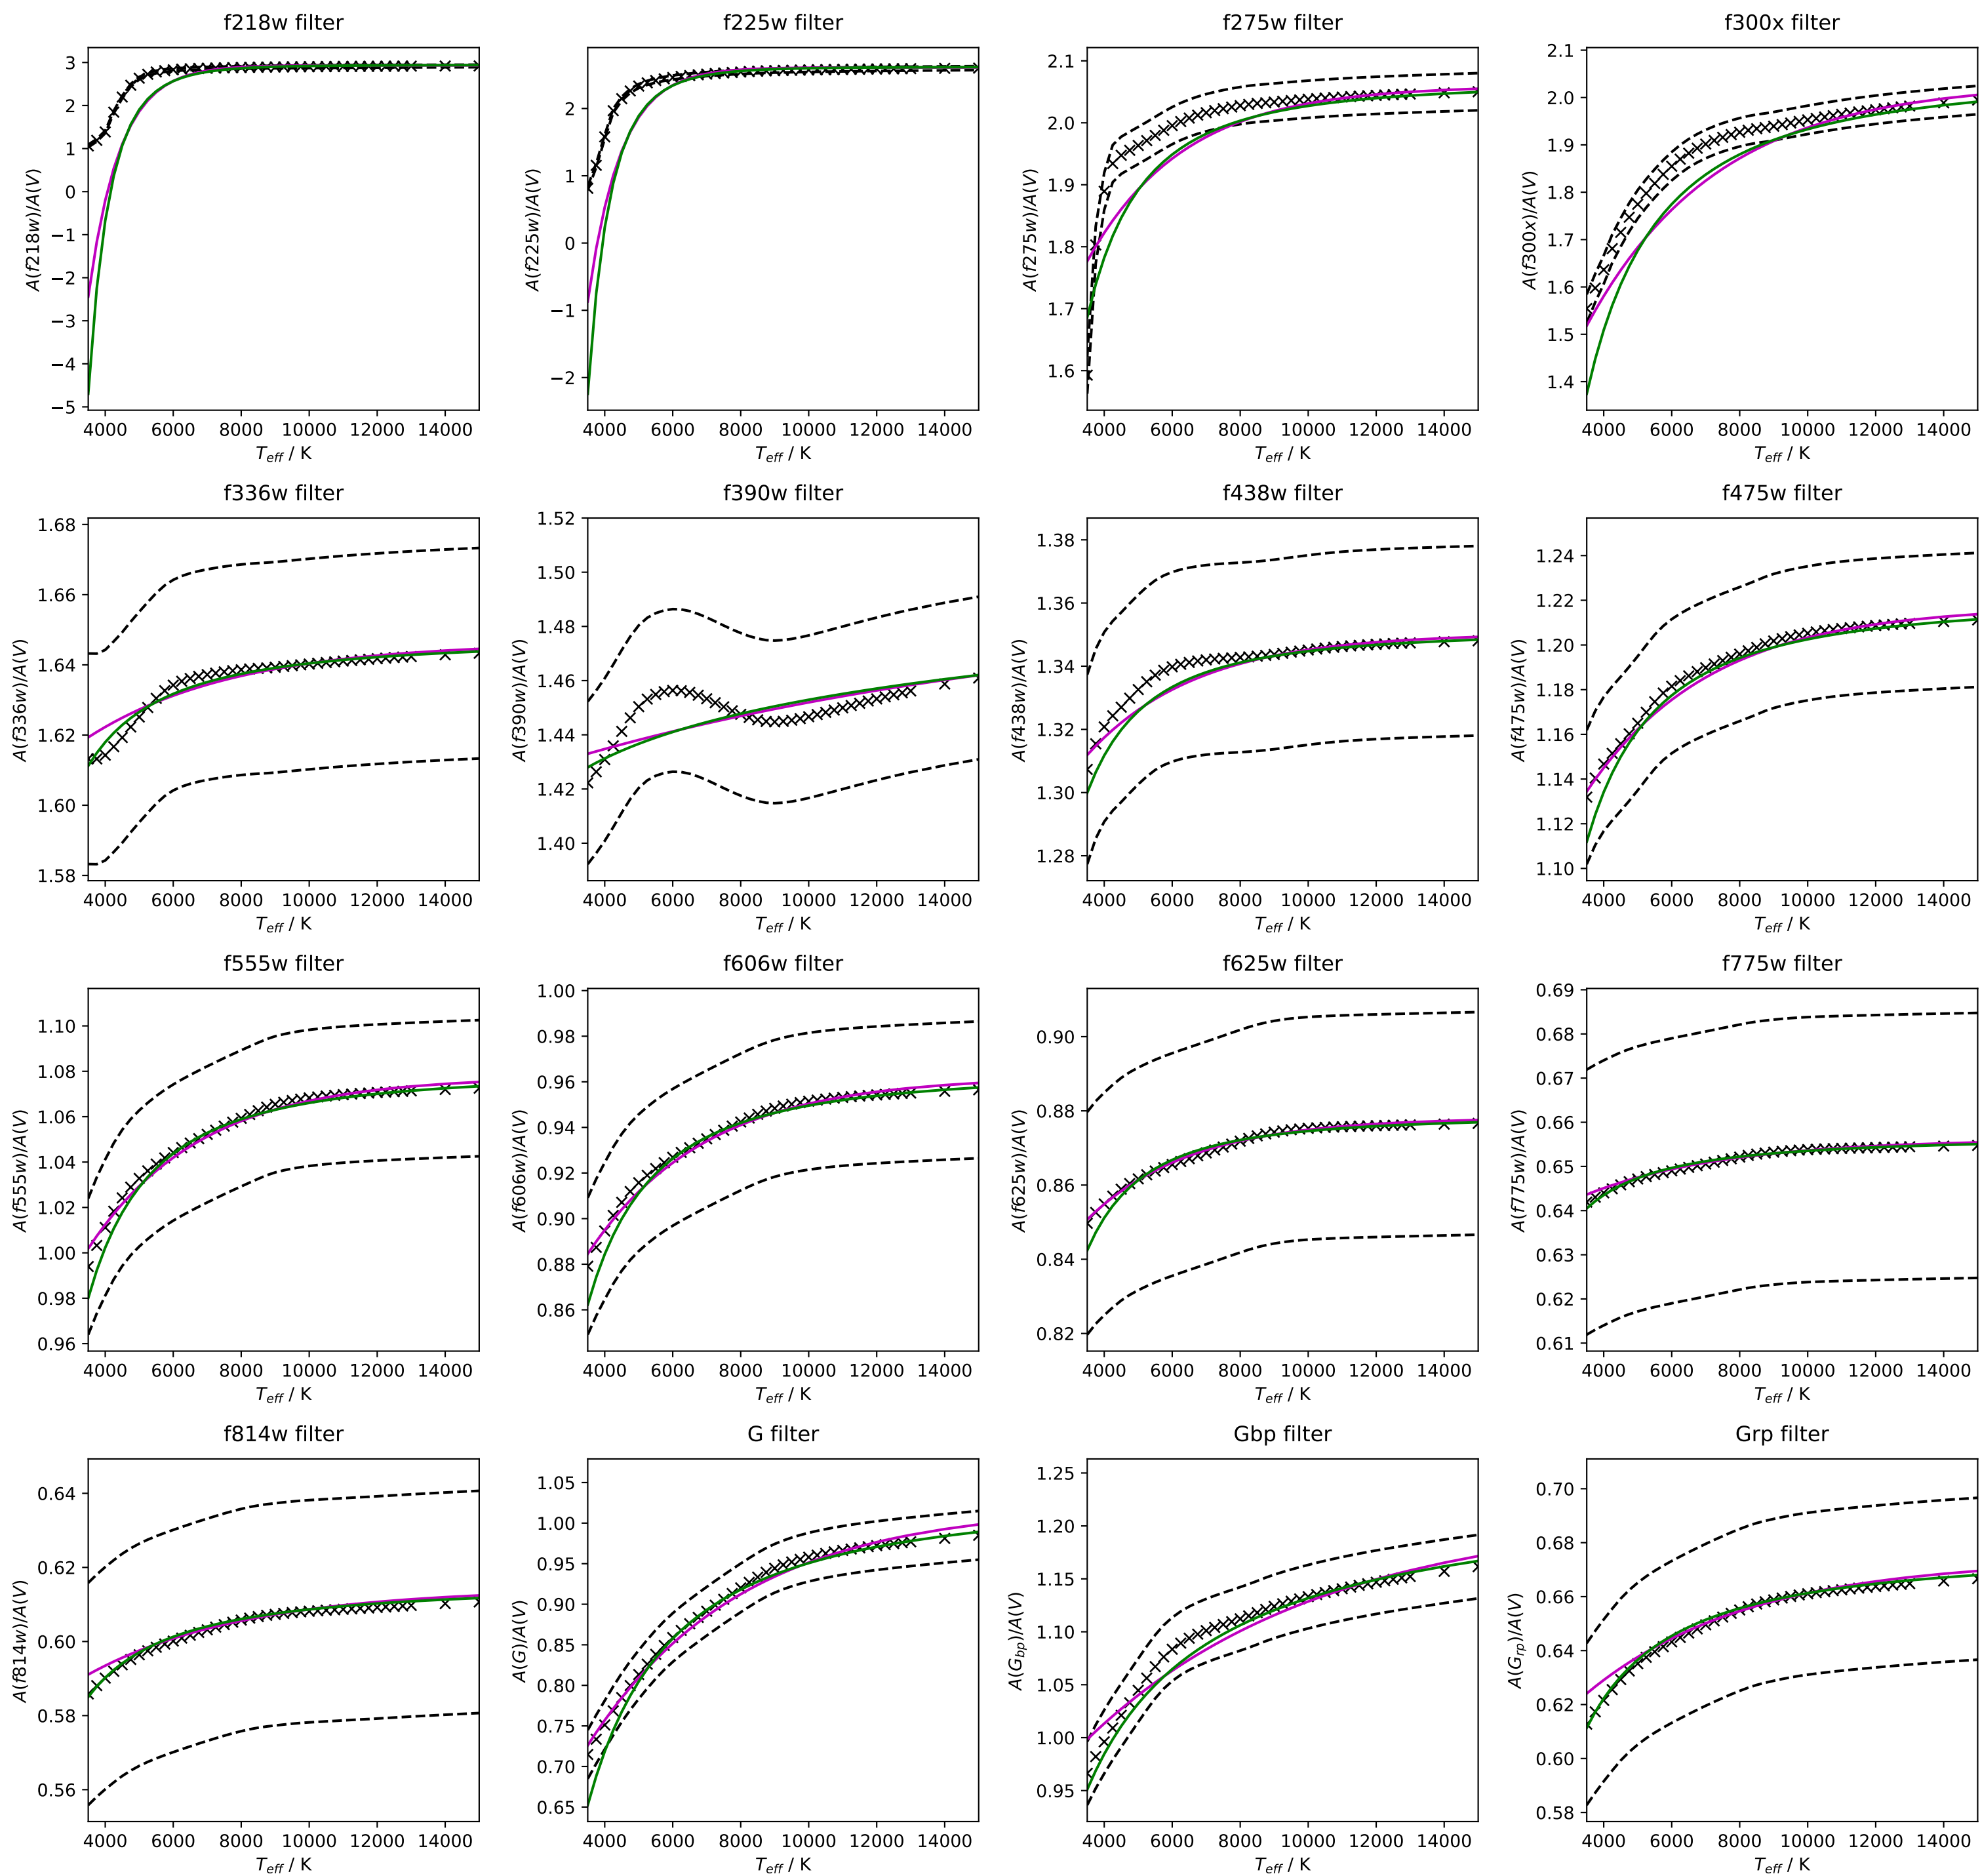 f218w filter
3
2
1
0
−1
−2
−3
−4
−5
A(f218w)/A(V)
4000 6000 8000 10000 12000 14000
T_eff / K
f225w filter
2
1
0
−1
−2
A(f225w)/A(V)
4000 6000 8000 10000 12000 14000
T_eff / K
f275w filter
2.1
2.0
1.9
1.8
1.7
1.6
A(f275w)/A(V)
4000 6000 8000 10000 12000 14000
T_eff / K
f300x filter
2.1
2.0
1.9
1.8
1.7
1.6
1.5
1.4
A(f300x)/A(V)
4000 6000 8000 10000 12000 14000
T_eff / K
f336w filter
1.68
1.66
1.64
1.62
1.60
1.58
A(f336w)/A(V)
4000 6000 8000 10000 12000 14000
T_eff / K
f390w filter
1.52
1.50
1.48
1.46
1.44
1.42
1.40
A(f390w)/A(V)
4000 6000 8000 10000 12000 14000
T_eff / K
f438w filter
1.38
1.36
1.34
1.32
1.30
1.28
A(f438w)/A(V)
4000 6000 8000 10000 12000 14000
T_eff / K
f475w filter
1.24
1.22
1.20
1.18
1.16
1.14
1.12
1.10
A(f475w)/A(V)
4000 6000 8000 10000 12000 14000
T_eff / K
f555w filter
1.10
1.08
1.06
1.04
1.02
1.00
0.98
0.96
A(f555w)/A(V)
4000 6000 8000 10000 12000 14000
T_eff / K
f606w filter
1.00
0.98
0.96
0.94
0.92
0.90
0.88
0.86
A(f606w)/A(V)
4000 6000 8000 10000 12000 14000
T_eff / K
f625w filter
0.90
0.88
0.86
0.84
0.82
A(f625w)/A(V)
4000 6000 8000 10000 12000 14000
T_eff / K
f775w filter
0.69
0.68
0.67
0.66
0.65
0.64
0.63
0.62
0.61
A(f775w)/A(V)
4000 6000 8000 10000 12000 14000
T_eff / K
f814w filter
0.64
0.62
0.60
0.58
0.56
A(f814w)/A(V)
4000 6000 8000 10000 12000 14000
T_eff / K
G filter
1.05
1.00
0.95
0.90
0.85
0.80
0.75
0.70
0.65
A(G)/A(V)
4000 6000 8000 10000 12000 14000
T_eff / K
Gbp filter
1.25
1.20
1.15
1.10
1.05
1.00
0.95
A(G_bp)/A(V)
4000 6000 8000 10000 12000 14000
T_eff / K
Grp filter
0.70
0.68
0.66
0.64
0.62
0.60
0.58
A(G_rp)/A(V)
4000 6000 8000 10000 12000 14000
T_eff / K